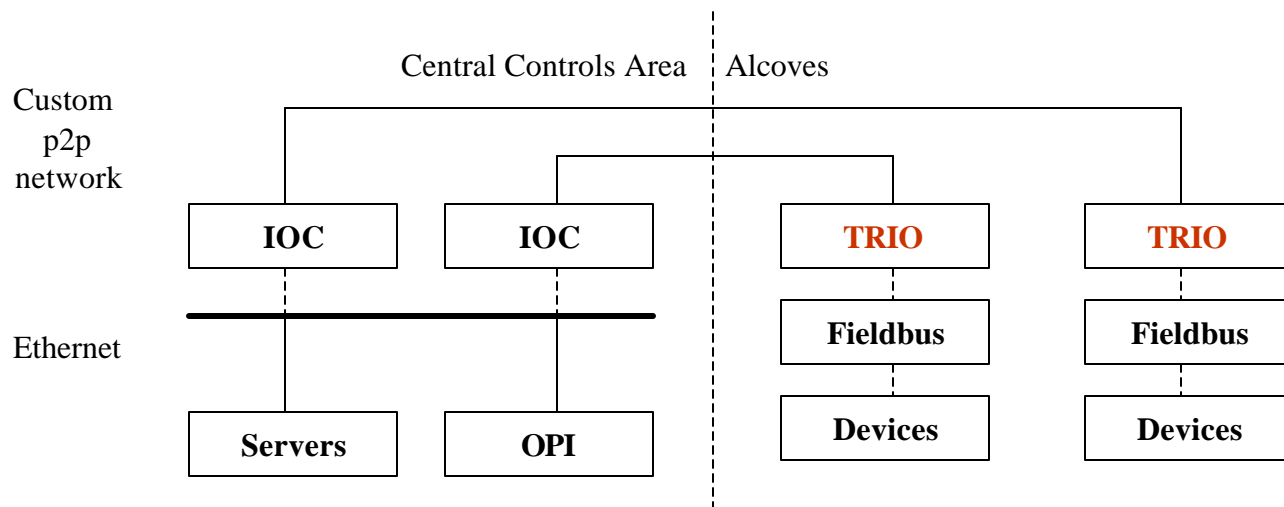 Central Controls Area
Alcoves
Custom
p2p
network
IOC
IOC
TRIO
TRIO
Ethernet
Fieldbus
Fieldbus
Servers
OPI
Devices
Devices